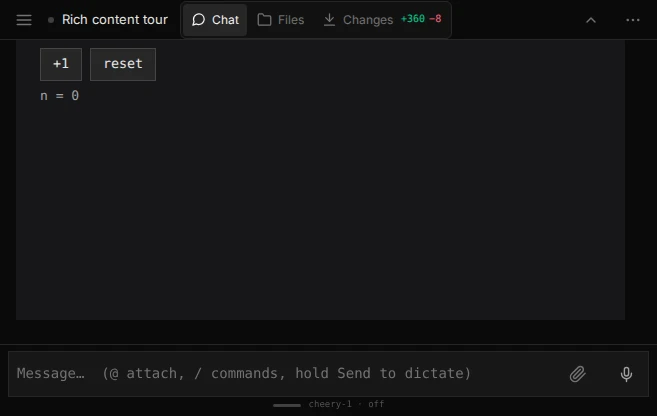 Rich content tour
Chat
Files
Changes +360 −8
+1
reset
n = 0
Message… (@ attach, / commands, hold Send to dictate)
cheery-1 · off